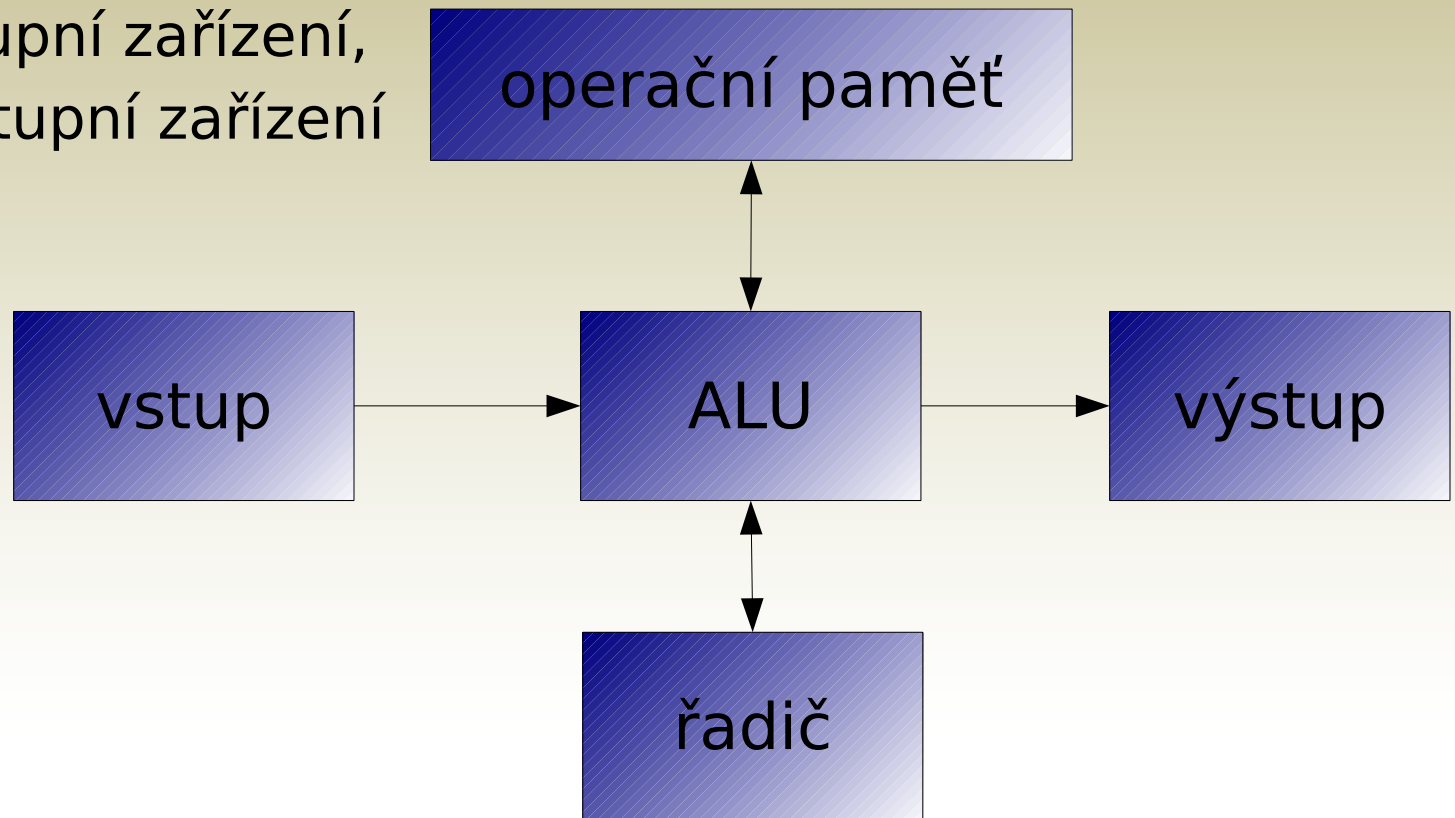 upní zařízení,
tupní zařízení
operační paměť
vstup
ALU
výstup
řadič